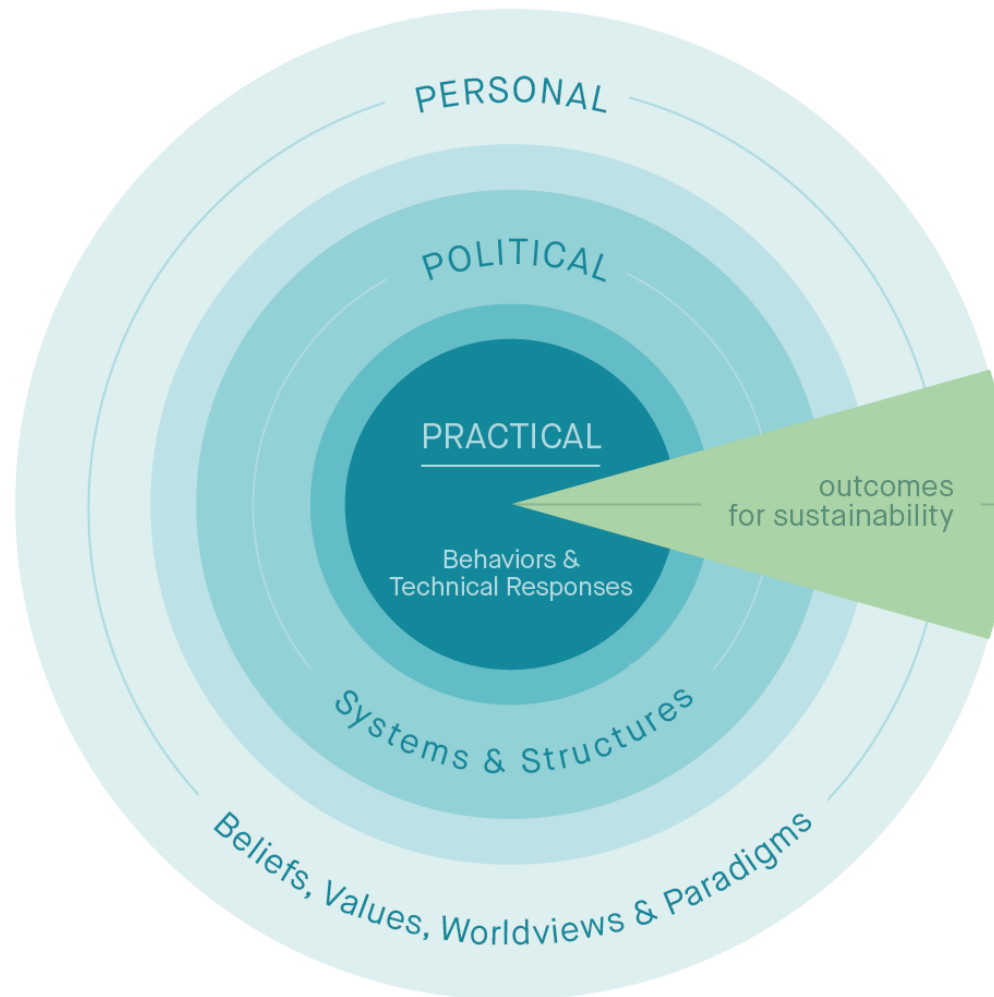 PERSONAL
POLITICAL
PRACTICAL
outcomes
for sustainability
Behaviors &
Technical Responses
Systems & Structures
Beliefs, Values, Worldviews & Paradigms